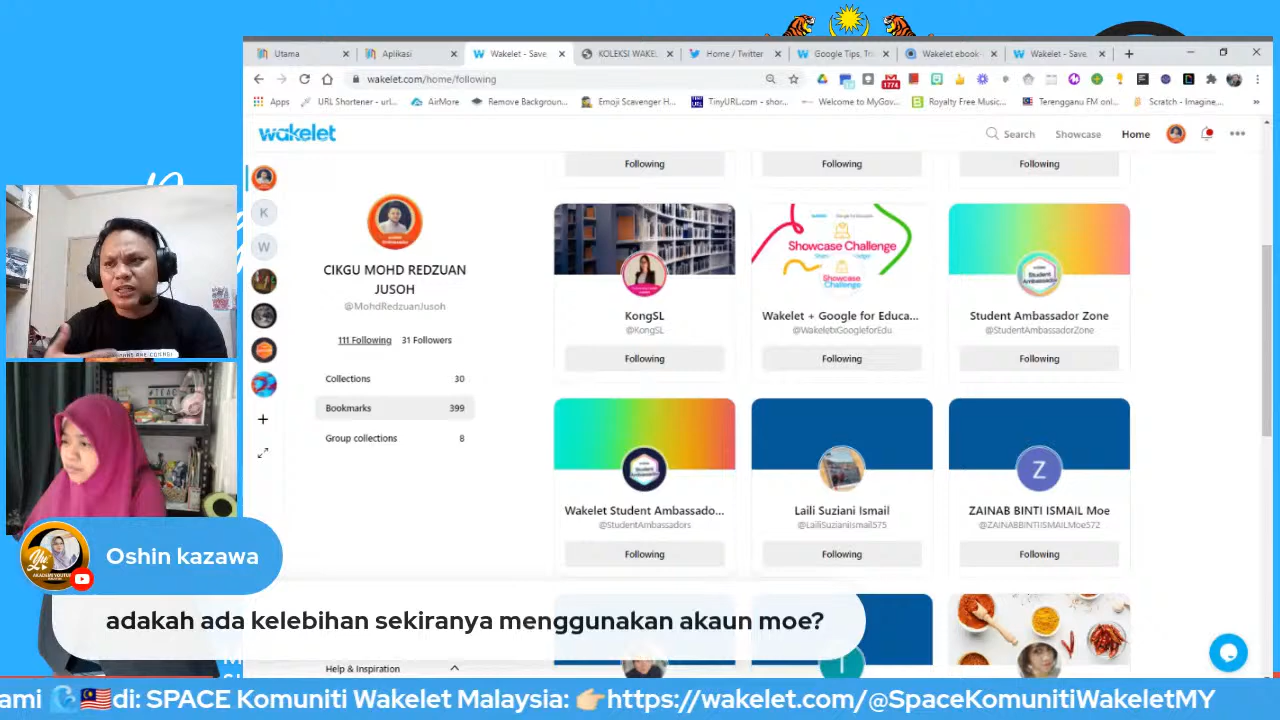 Utama
Aplikasi
Wakelet - Save,
KOLEKSI WAKEL
Home / Twitter
Google Tips, Tri
Wakelet ebook
Wakelet - Save,
wakelet.com/home/following
1774
Apps
URL Shortener - url...
AirMore
Remove Backgroun...
Emoji Scavenger H...
TinyURL.com - shor...
Welcome to MyGov...
Royalty Free Music...
Terengganu FM onl...
Scratch - Imagine,...
wakelet
Search
Showcase
Home
Following
Following
Following
K
W
CIKGU MOHD REDZUAN
JUSOH
@MohdRedzuanJusoh
111 Following
31 Followers
Collections 30
Bookmarks 399
Group collections 8
Showcase Challenge
KongSL
@KongSL
Following
Wakelet + Google for Educa...
@WakeletxGoogleforEdu
Following
Student Ambassador Zone
@StudentAmbassadorZone
Following
Wakelet Student Ambassado...
@StudentAmbassadors
Following
Laili Suziani Ismail
@LailiSuzianiIsmail575
Following
Z
ZAINAB BINTI ISMAIL Moe
@ZAINABBINTIISMAILMoe572
Following
Oshin kazawa
adakah ada kelebihan sekiranya menggunakan akaun moe?
Help & Inspiration
ami di: SPACE Komuniti Wakelet Malaysia: https://wakelet.com/@SpaceKomunitiWakeletMY